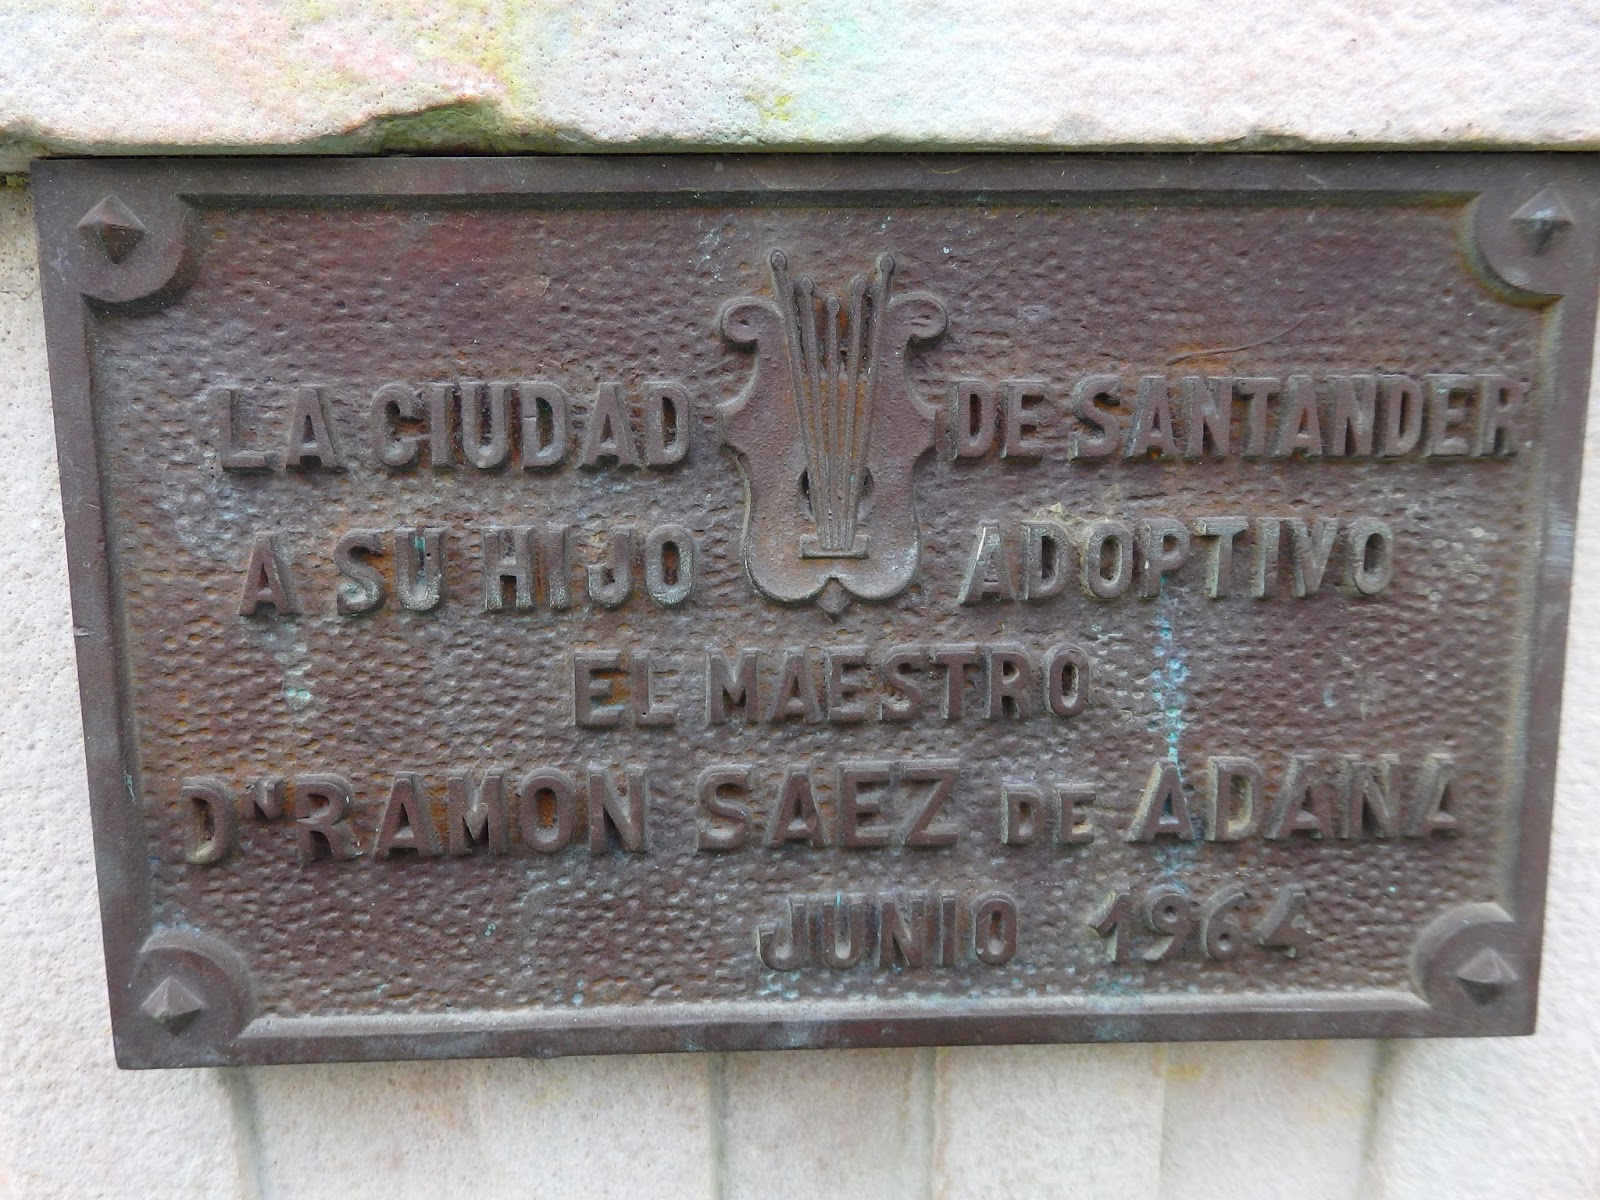 LA CIUDAD DE SANTANDER
A SU HIJO ADOPTIVO
EL MAESTRO
Dᴺ RAMON SAEZ DE ADANA
JUNIO 1964